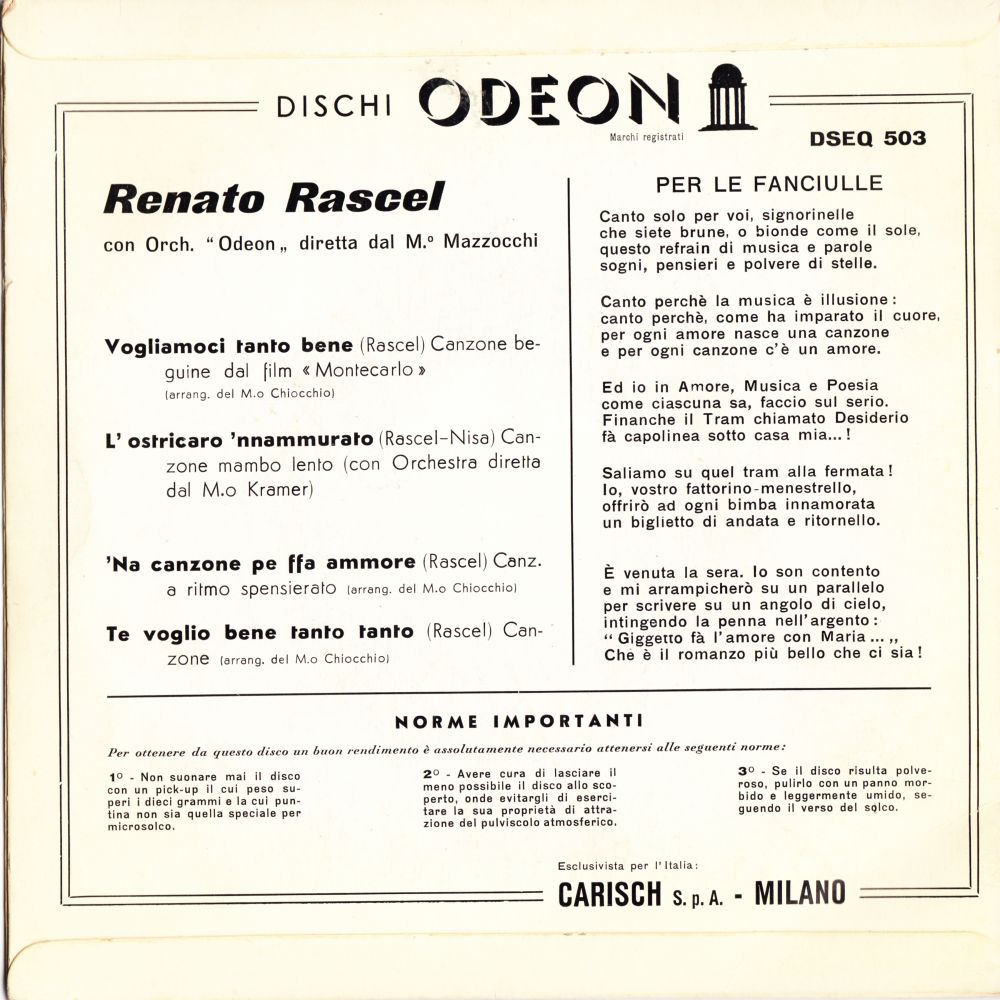 DISCHI ODEON
Marchi registrati
DSEQ 503
Renato Rascel
con Orch. “Odeon„ diretta dal M.º Mazzocchi
Vogliamoci tanto bene (Rascel) Canzone be-
guine dal film «Montecarlo»
(arrang. del M.o Chiocchio)
L' ostricaro 'nnammurato (Rascel-Nisa) Can-
zone mambo lento (con Orchestra diretta
dal M.o Kramer)
'Na canzone pe ffa ammore (Rascel) Canz.
a ritmo spensierato (arrang. del M.o Chiocchio)
Te voglio bene tanto tanto (Rascel) Can-
zone (arrang. del M.o Chiocchio)
PER LE FANCIULLE
Canto solo per voi, signorinelle
che siete brune, o bionde come il sole,
questo refrain di musica e parole
sogni, pensieri e polvere di stelle.
Canto perchè la musica è illusione:
canto perchè, come ha imparato il cuore,
per ogni amore nasce una canzone
e per ogni canzone c'è un amore.
Ed io in Amore, Musica e Poesia
come ciascuna sa, faccio sul serio.
Finanche il Tram chiamato Desiderio
fà capolinea sotto casa mia...!
Saliamo su quel tram alla fermata!
Io, vostro fattorino-menestrello,
offrirò ad ogni bimba innamorata
un biglietto di andata e ritornello.
È venuta la sera. Io son contento
e mi arrampicherò su un parallelo
per scrivere su un angolo di cielo,
intingendo la penna nell'argento:
“ Giggetto fà l'amore con Maria ... „
Che è il romanzo più bello che ci sia!
NORME IMPORTANTI
Per ottenere da questo disco un buon rendimento è assolutamente necessario attenersi alle seguenti norme:
1º - Non suonare mai il disco
con un pick-up il cui peso su-
peri i dieci grammi e la cui pun-
tina non sia quella speciale per
microsolco.
2º - Avere cura di lasciare il
meno possibile il disco allo sco-
perto, onde evitargli di eserci-
tare la sua proprietà di attra-
zione del pulviscolo atmosferico.
3º - Se il disco risulta polve-
roso, pulirlo con un panno mor-
bido e leggermente umido, se-
guendo il verso del solco.
Esclusivista per l'Italia:
CARISCH S.p.A. - MILANO